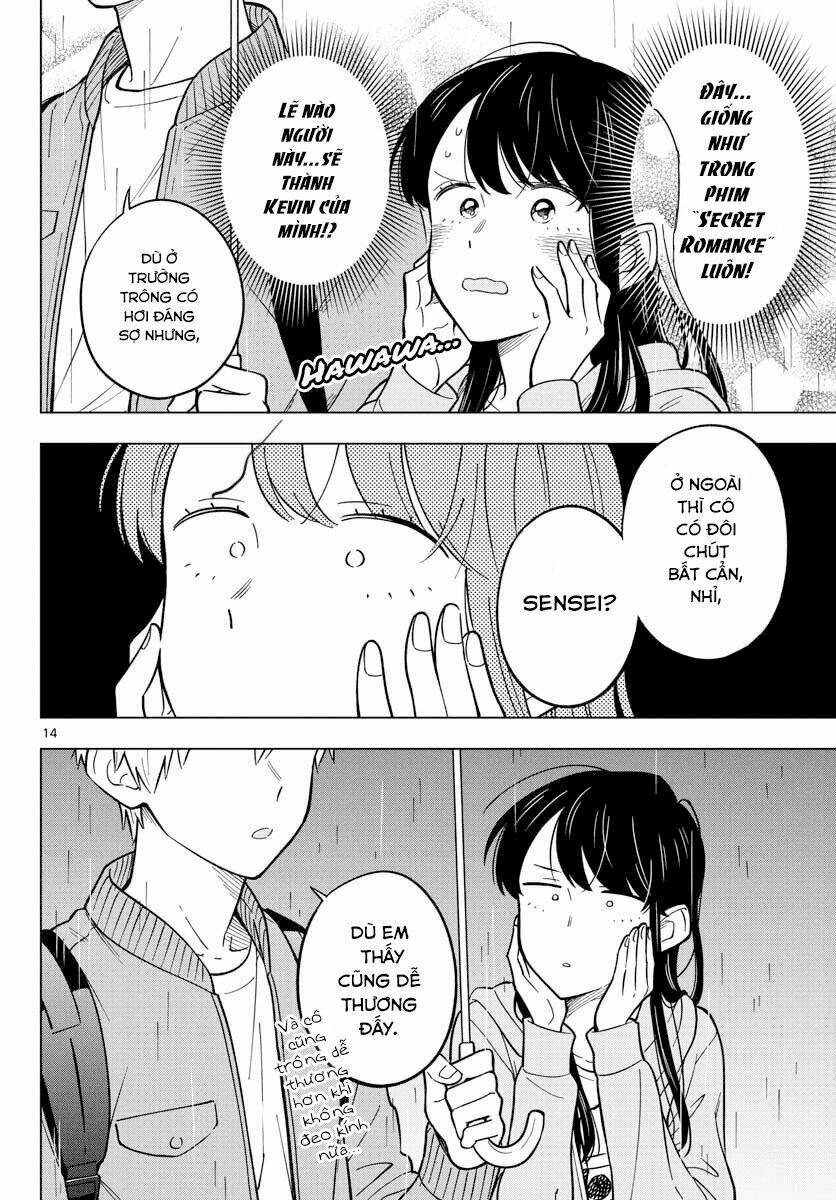 Đây...
giống
như
trong
phim
"Secret
Romance"
luôn!
Lẽ nào
người
này...sẽ
thành
Kevin của
mình!?
Hawawa...
Dù ở
trường
trông có
hơi đáng
sợ nhưng,
Ở ngoài
thì cô
có đôi
chút
bất cẩn,
nhỉ,
Sensei?
14
Dù em
thấy
cũng dễ
thương
đấy.
Và cô
cũng
trông dễ
thương
hơn khi
không
đeo kính
nữa...